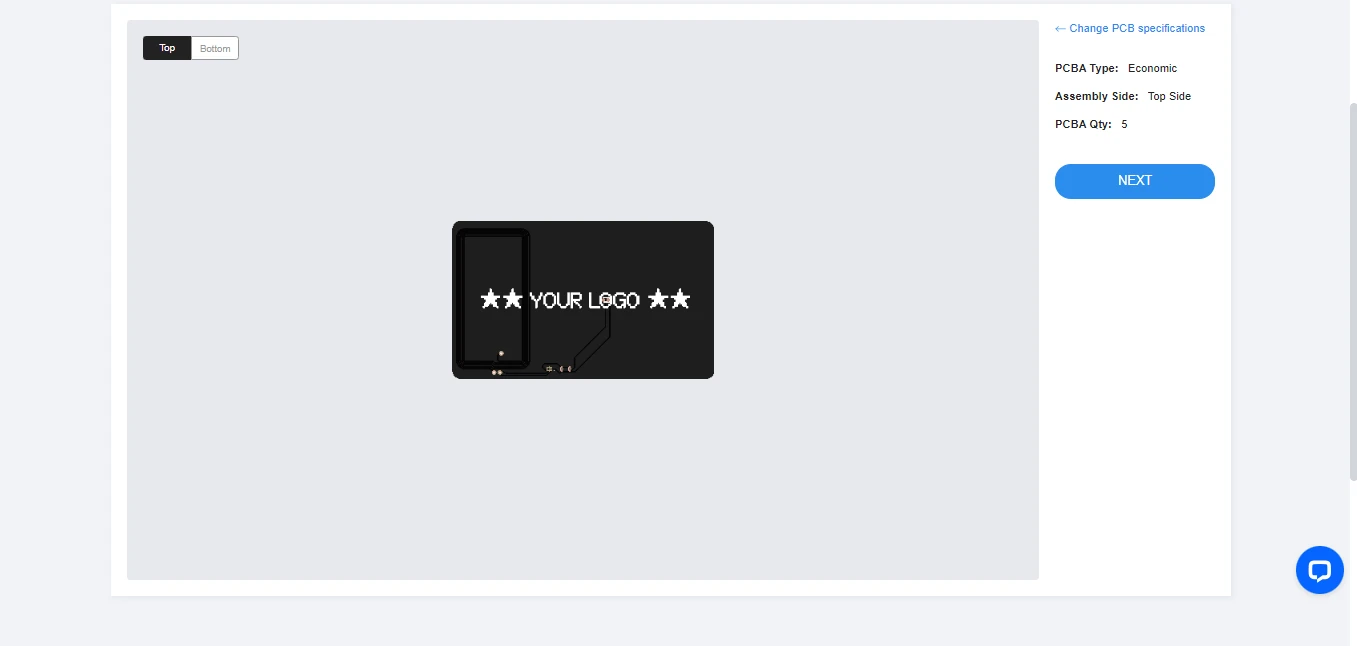 Top Bottom
← Change PCB specifications
PCBA Type: Economic
Assembly Side: Top Side
PCBA Qty: 5
NEXT
★★ YOUR LOGO ★★